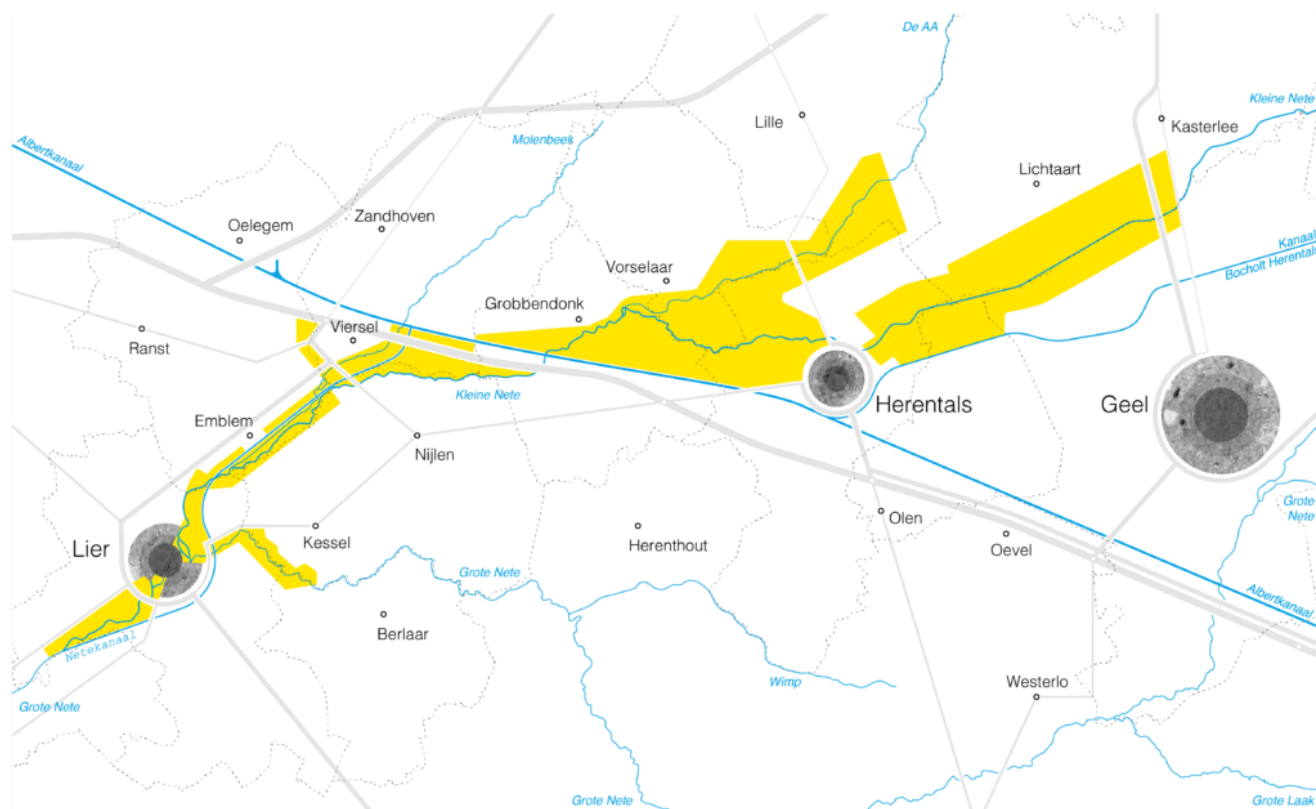 De AA
Kleine Nete
Lille
Kasterlee
Molenbeek
Albertkanaal
Lichtaart
Oelegem
Zandhoven
Kanaal
Bocholt Herentals
Vorselaar
Grobbendonk
Viersel
Ranst
Kleine Nete
Herentals
Geel
Emblem
Nijlen
Grote
Nete
Olen
Kessel
Herenthout
Oevel
Lier
Grote Nete
Albertkanaal
Berlaar
Netekanaal
Wimp
Westerlo
Grote Nete
Grote Nete
Grote Laak